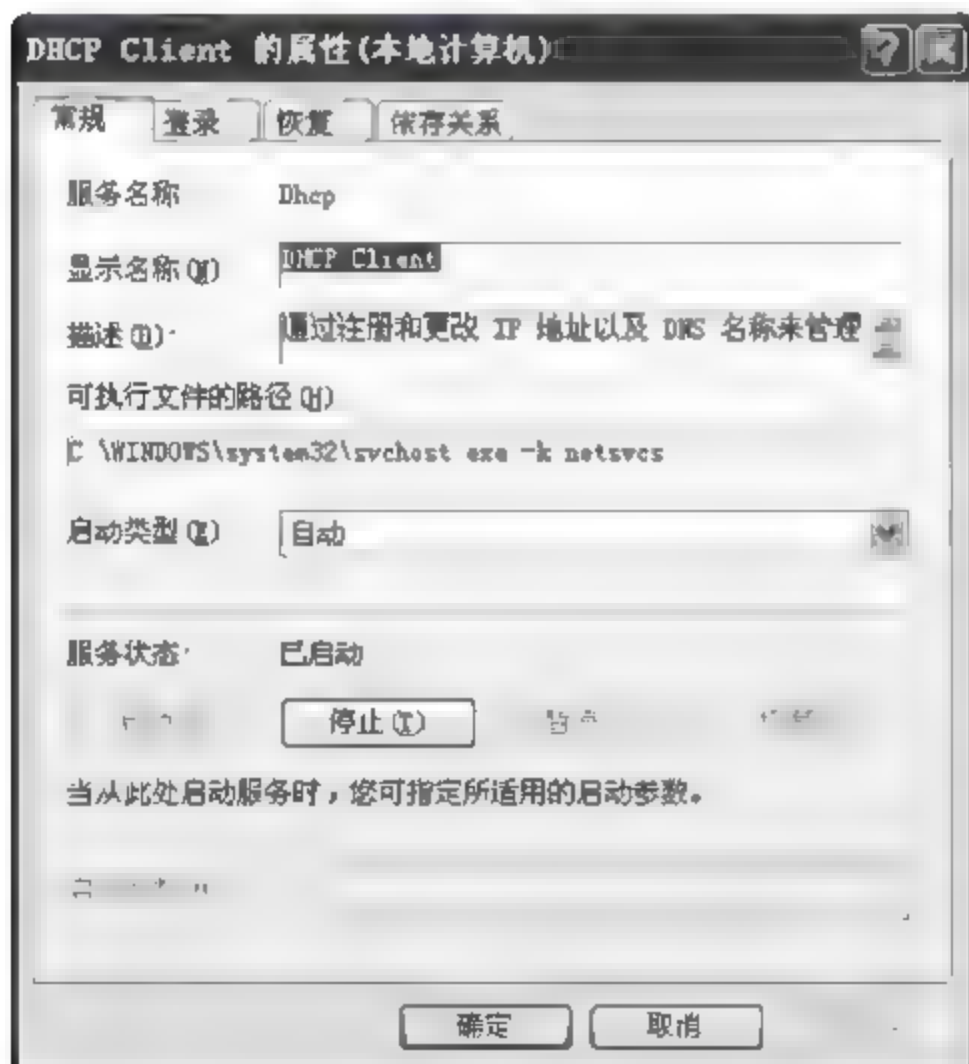 DHCP Client 的属性(本地计算机)
常规 登录 恢复 依存关系
服务名称 Dhcp
显示名称(N) DHCP Client
描述(D): 通过注册和更改 IP 地址以及 DNS 名称来管理
可执行文件的路径(H)
C \WINDOWS\system32\svchost exe -k netsvcs
启动类型(E) 自动
服务状态: 已启动
停止(T)
当从此处启动服务时，您可指定所适用的启动参数。
确定 取消